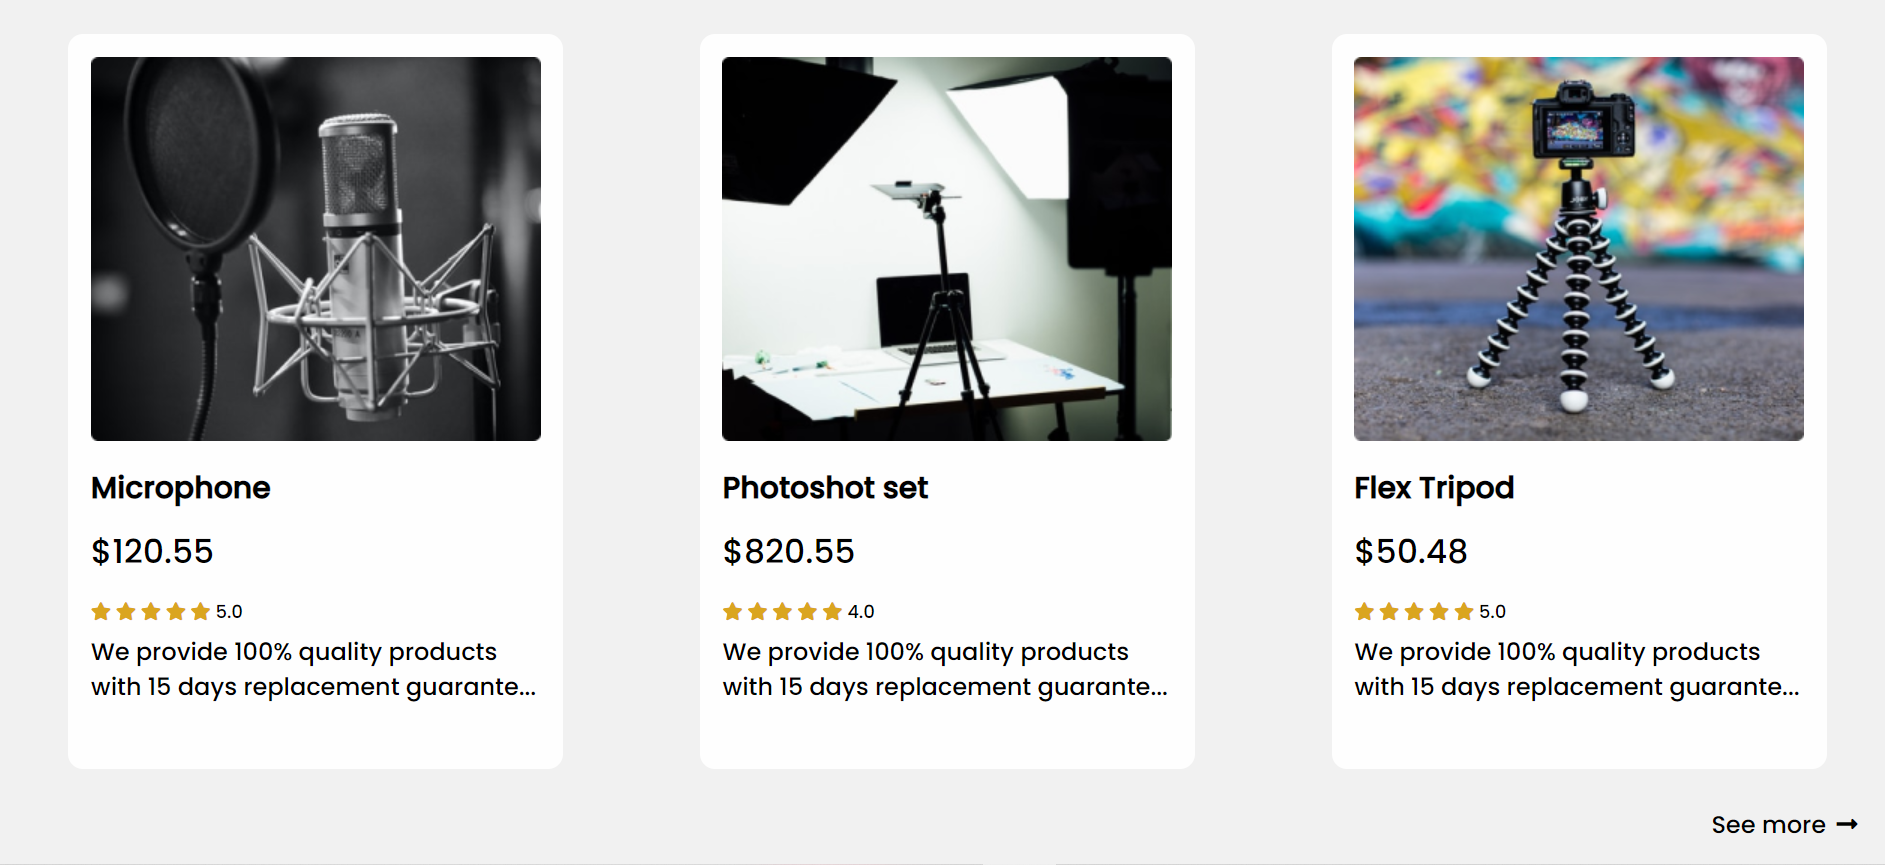 Microphone
$120.55
5.0
We provide 100% quality products
with 15 days replacement guarante...
Photoshot set
$820.55
4.0
We provide 100% quality products
with 15 days replacement guarante...
Flex Tripod
$50.48
5.0
We provide 100% quality products
with 15 days replacement guarante...
See more →